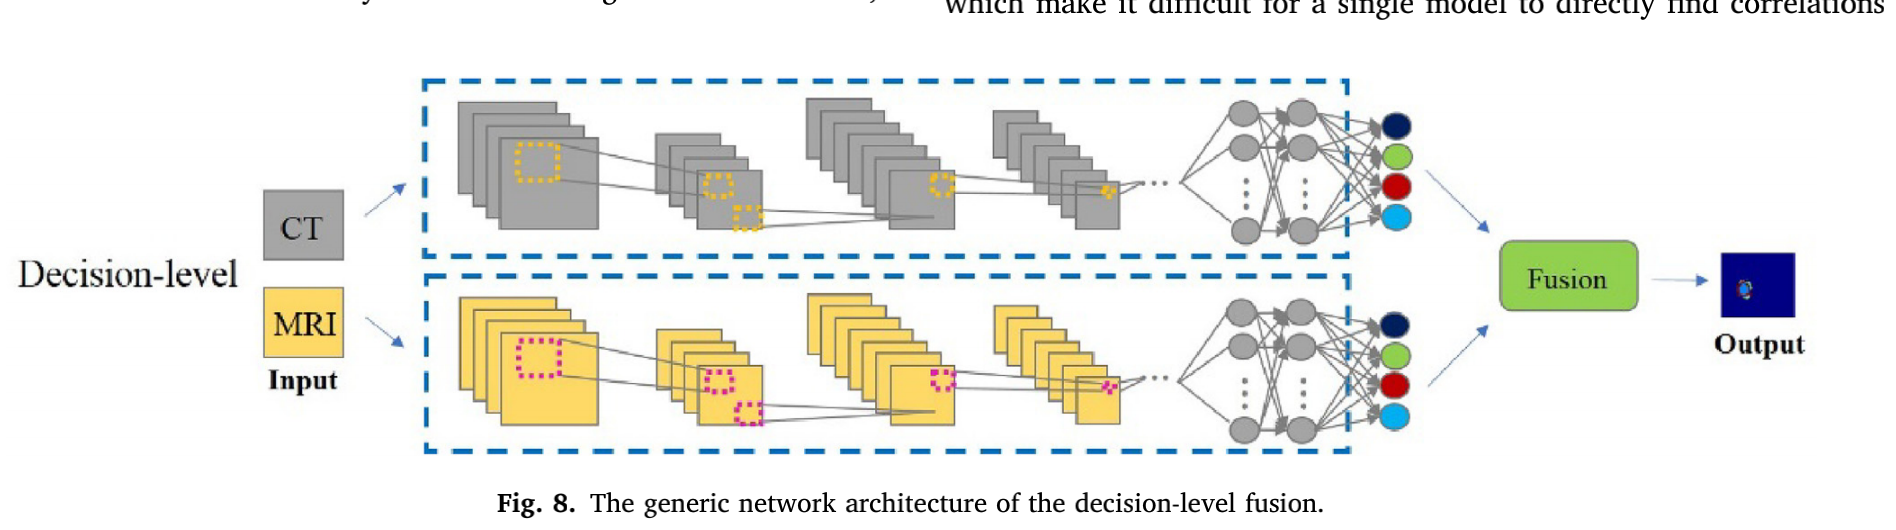 which make it difficult for a single model to directly find correlations
CT
Decision-level
MRI
Input
Fusion
Output
Fig. 8. The generic network architecture of the decision-level fusion.